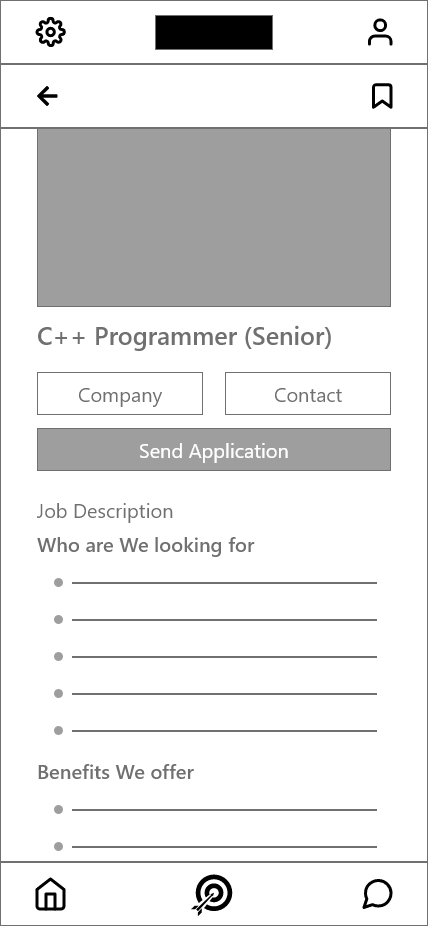 C++ Programmer (Senior)
Company
Contact
Send Application
Job Description
Who are We looking for
Benefits We offer